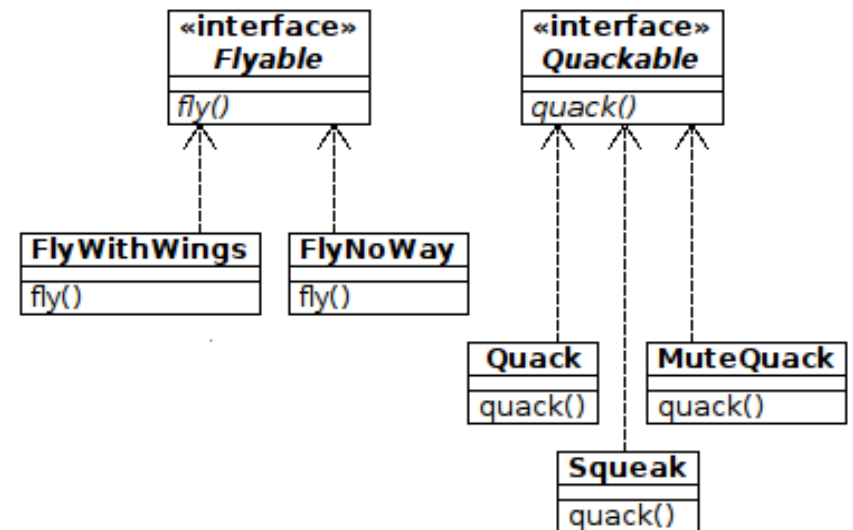 «interface»
Flyable
fly()
«interface»
Quackable
quack()
FlyWithWings
fly()
FlyNoWay
fly()
Quack
quack()
MuteQuack
quack()
Squeak
quack()